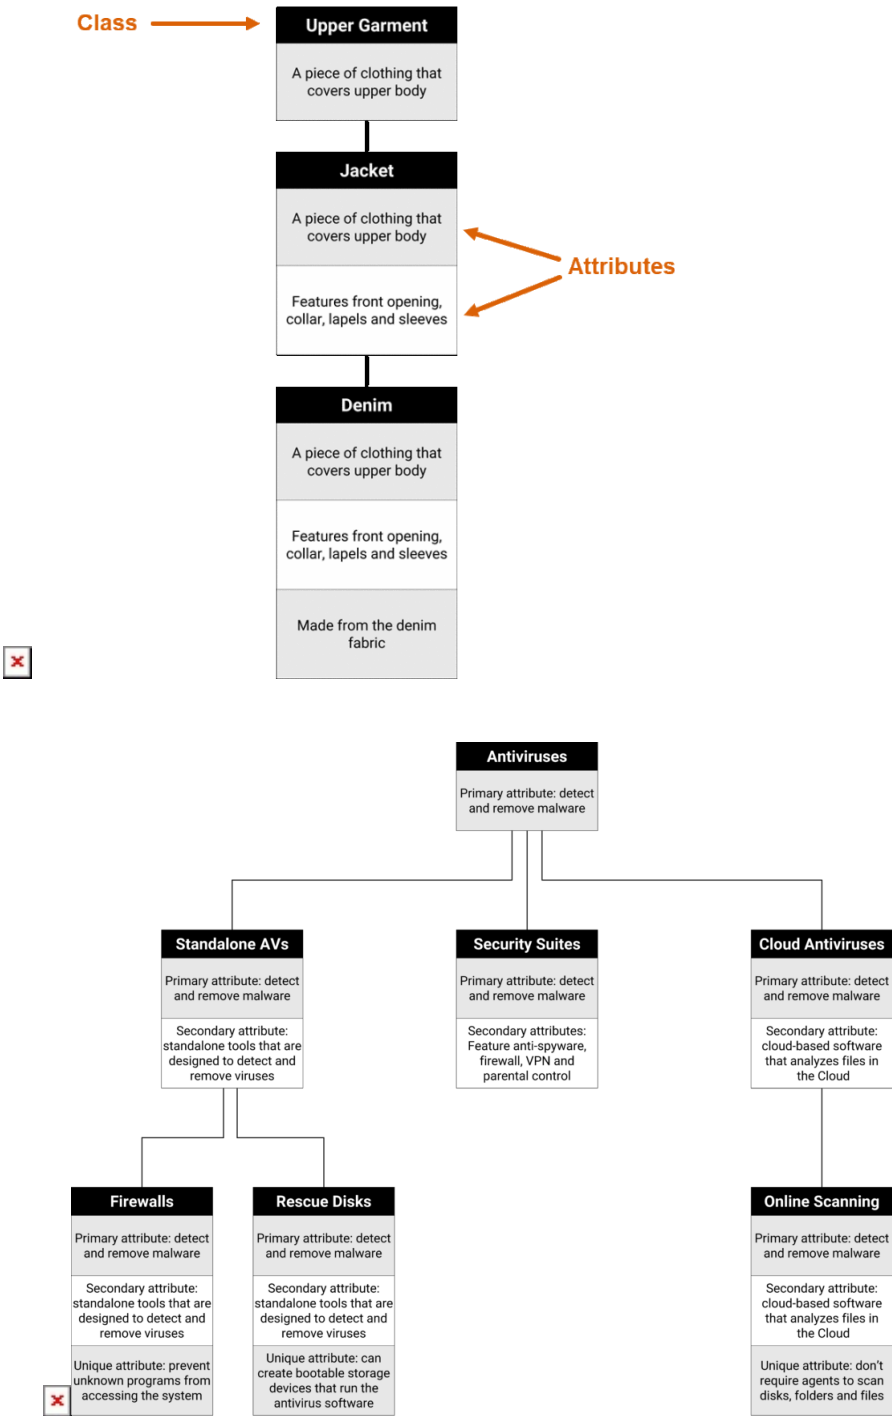 Class
Upper Garment
A piece of clothing that
covers upper body
Jacket
A piece of clothing that
covers upper body
Attributes
Features front opening,
collar, lapels and sleeves
Denim
A piece of clothing that
covers upper body
Features front opening,
collar, lapels and sleeves
Made from the denim
fabric
Antiviruses
Primary attribute: detect
and remove malware
Standalone AVs
Primary attribute: detect
and remove malware
Secondary attribute:
standalone tools that are
designed to detect and
remove viruses
Security Suites
Primary attribute: detect
and remove malware
Secondary attributes:
Feature anti-spyware,
firewall, VPN and
parental control
Cloud Antiviruses
Primary attribute: detect
and remove malware
Secondary attribute:
cloud-based software
that analyzes files in
the Cloud
Firewalls
Primary attribute: detect
and remove malware
Secondary attribute:
standalone tools that are
designed to detect and
remove viruses
Unique attribute: prevent
unknown programs from
accessing the system
Rescue Disks
Primary attribute: detect
and remove malware
Secondary attribute:
standalone tools that are
designed to detect and
remove viruses
Unique attribute: can
create bootable storage
devices that run the
antivirus software
Online Scanning
Primary attribute: detect
and remove malware
Secondary attribute:
cloud-based software
that analyzes files in
the Cloud
Unique attribute: don't
require agents to scan
disks, folders and files